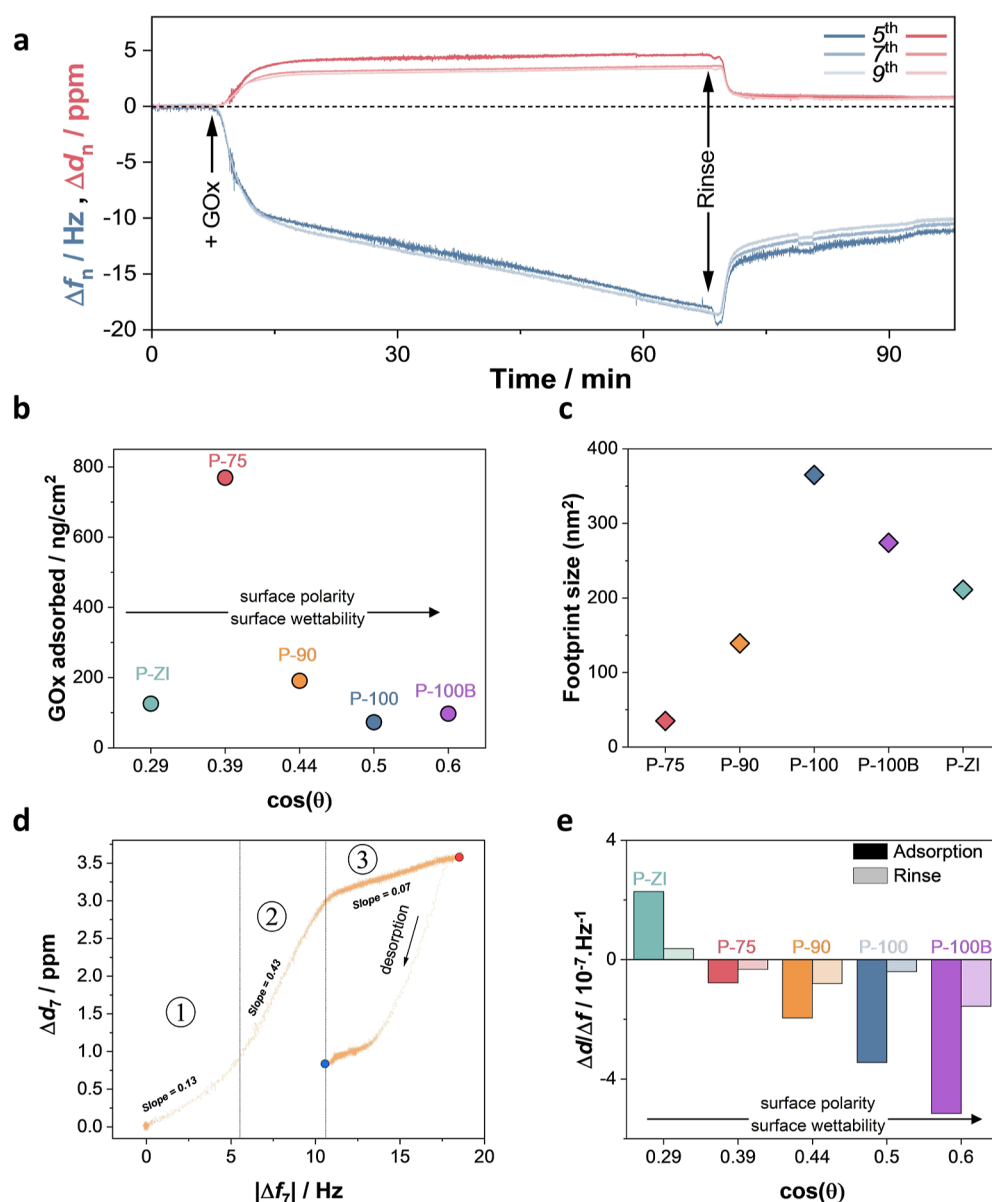 a
5th
7th
9th
Δfn / Hz , Δdn / ppm
5
0
-5
-10
-15
-20
+ GOx
Rinse
0
30
60
90
Time / min
b
GOx adsorbed / ng/cm2
800
600
400
200
0
P-75
surface polarity
surface wettability
P-ZI
P-90
P-100
P-100B
0.29
0.39
0.44
0.5
0.6
cos(θ)
c
Footprint size (nm2)
400
300
200
100
0
P-75
P-90
P-100
P-100B
P-ZI
d
Δd7 / ppm
3.5
3.0
2.5
2.0
1.5
1.0
0.5
0.0
1
2
3
Slope = 0.13
Slope = 0.43
Slope = 0.07
desorption
0
5
10
15
20
|Δf7| / Hz
e
Δd/Δf / 10-7.Hz-1
4
0
-4
Adsorption
Rinse
P-ZI
P-75
P-90
P-100
P-100B
surface polarity
surface wettability
0.29
0.39
0.44
0.5
0.6
cos(θ)